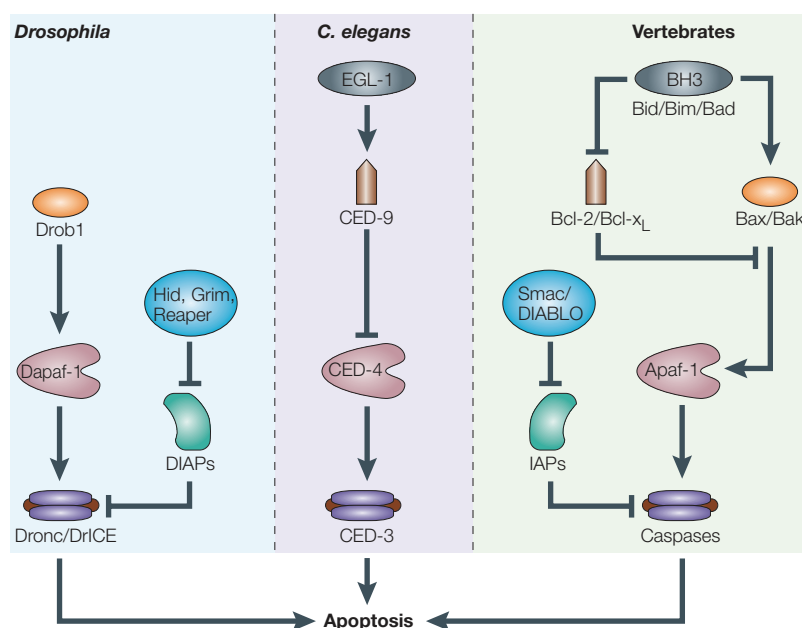 Drosophila
Drob1
Hid, Grim,
Reaper
Dapaf-1
DIAPs
Dronc/DrICE
C. elegans
EGL-1
CED-9
CED-4
CED-3
Vertebrates
BH3
Bid/Bim/Bad
Bcl-2/Bcl-xL
Bax/Bak
Smac/
DIABLO
Apaf-1
IAPs
Caspases
Apoptosis